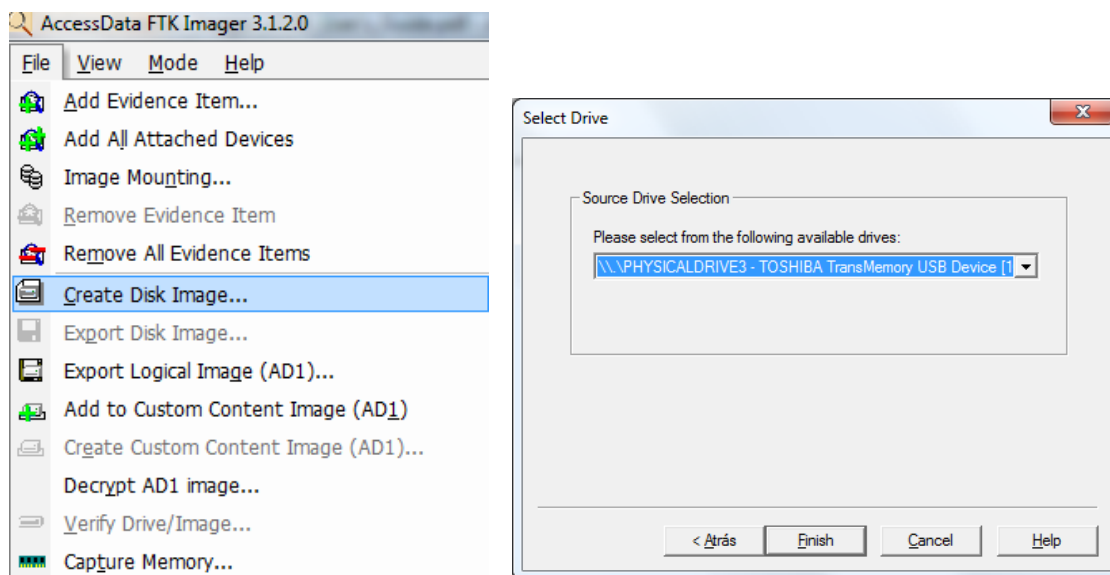 AccessData FTK Imager 3.1.2.0
File View Mode Help
Add Evidence Item...
Add All Attached Devices
Image Mounting...
Remove Evidence Item
Remove All Evidence Items
Create Disk Image...
Export Disk Image...
Export Logical Image (AD1)...
Add to Custom Content Image (AD1)
Create Custom Content Image (AD1)...
Decrypt AD1 image...
Verify Drive/Image...
Capture Memory...
Select Drive
Source Drive Selection
Please select from the following available drives:
\\.\PHYSICALDRIVE3 - TOSHIBA TransMemory USB Device [1
< Atrás Finish Cancel Help